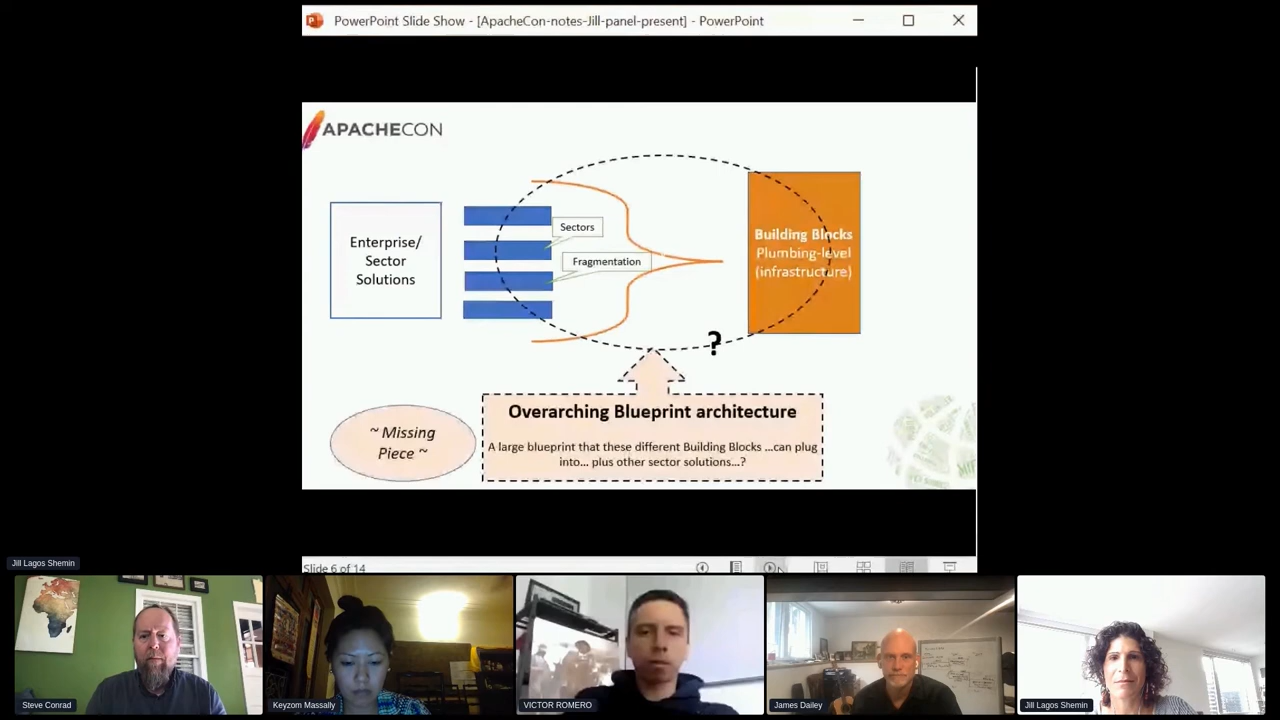 PowerPoint Slide Show - [ApacheCon-notes-Jill-panel-present] - PowerPoint
APACHECON
Enterprise/
Sector
Solutions
Sectors
Fragmentation
Building Blocks
Plumbing-level
(infrastructure)
?
~ Missing
Piece ~
Overarching Blueprint architecture
A large blueprint that these different Building Blocks ...can plug
into... plus other sector solutions...?
Slide 6 of 14
Jill Lagos Shemin
Steve Conrad
Keyzom Massally
VICTOR ROMERO
James Dailey
Jill Lagos Shemin